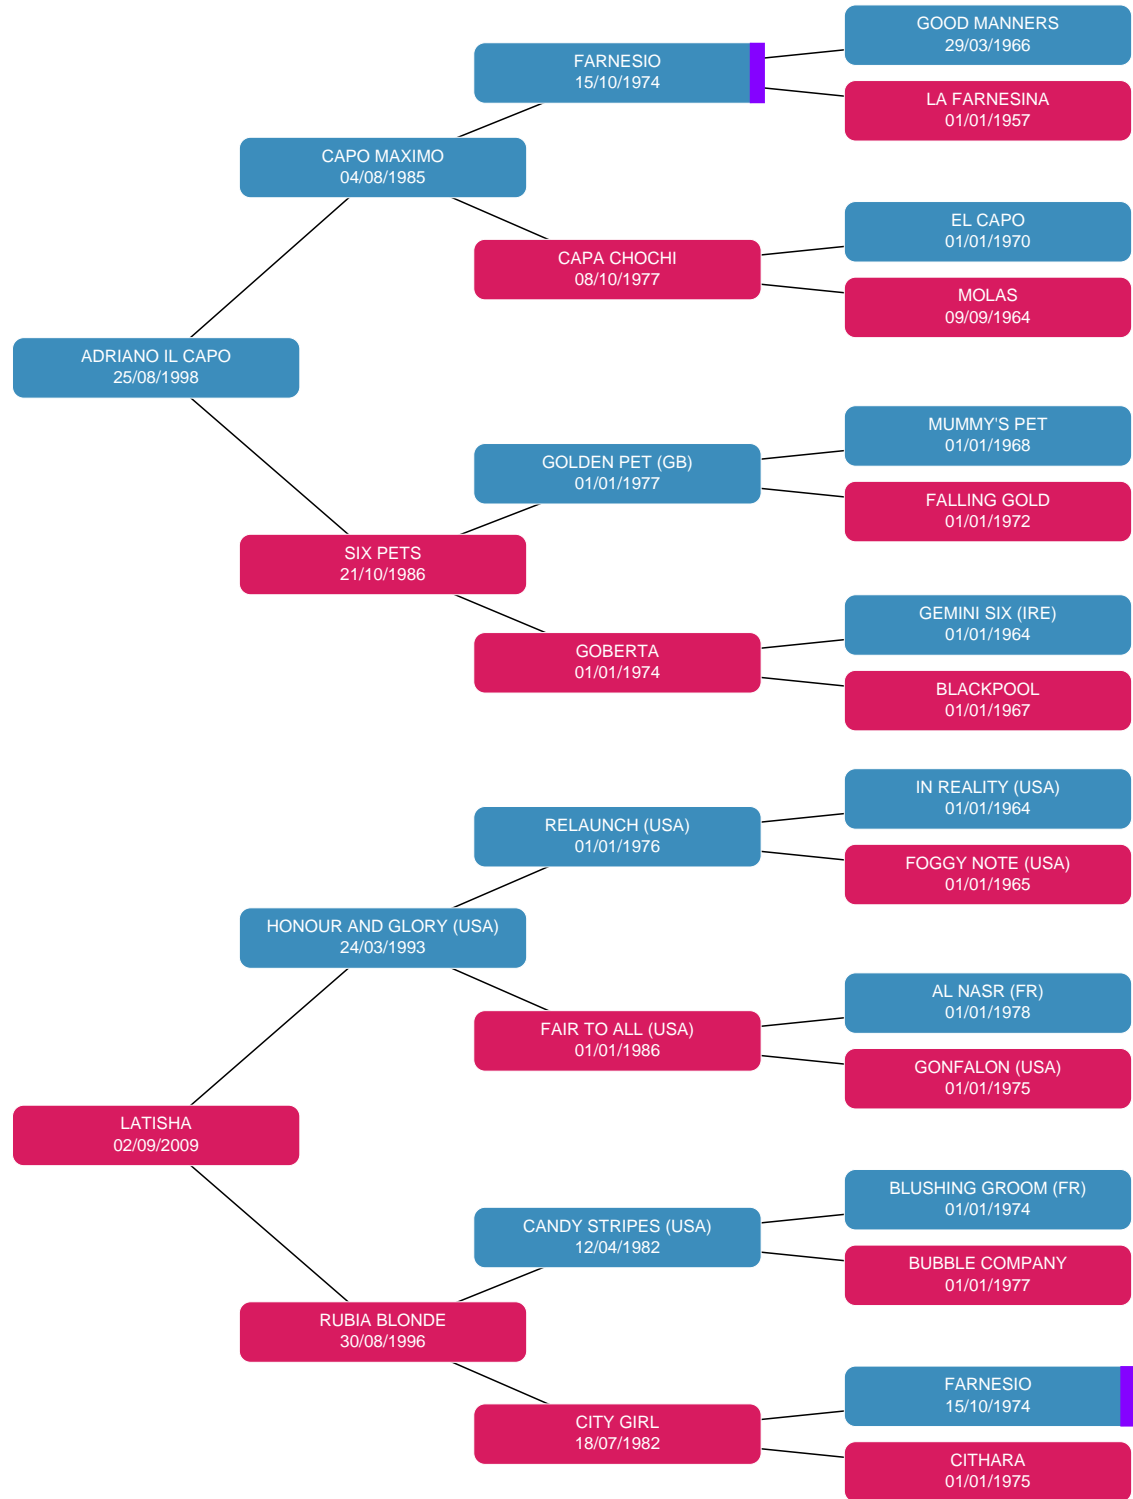 GOOD MANNERS
29/03/1966
FARNESIO
15/10/1974
LA FARNESINA
01/01/1957
CAPO MAXIMO
04/08/1985
EL CAPO
01/01/1970
CAPA CHOCHI
08/10/1977
MOLAS
09/09/1964
ADRIANO IL CAPO
25/08/1998
MUMMY'S PET
01/01/1968
GOLDEN PET (GB)
01/01/1977
FALLING GOLD
01/01/1972
SIX PETS
21/10/1986
GEMINI SIX (IRE)
01/01/1964
GOBERTA
01/01/1974
BLACKPOOL
01/01/1967
IN REALITY (USA)
01/01/1964
RELAUNCH (USA)
01/01/1976
FOGGY NOTE (USA)
01/01/1965
HONOUR AND GLORY (USA)
24/03/1993
AL NASR (FR)
01/01/1978
FAIR TO ALL (USA)
01/01/1986
GONFALON (USA)
01/01/1975
LATISHA
02/09/2009
BLUSHING GROOM (FR)
01/01/1974
CANDY STRIPES (USA)
12/04/1982
BUBBLE COMPANY
01/01/1977
RUBIA BLONDE
30/08/1996
FARNESIO
15/10/1974
CITY GIRL
18/07/1982
CITHARA
01/01/1975